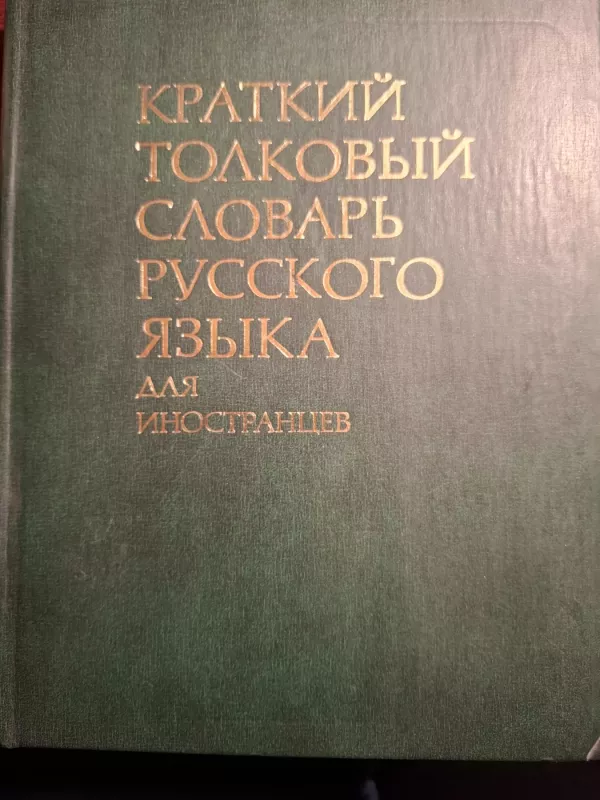 КРАТКИЙ
ТОЛКОВЫЙ
СЛОВАРЬ
РУССКОГО
ЯЗЫКА
ДЛЯ
ИНОСТРАНЦЕВ